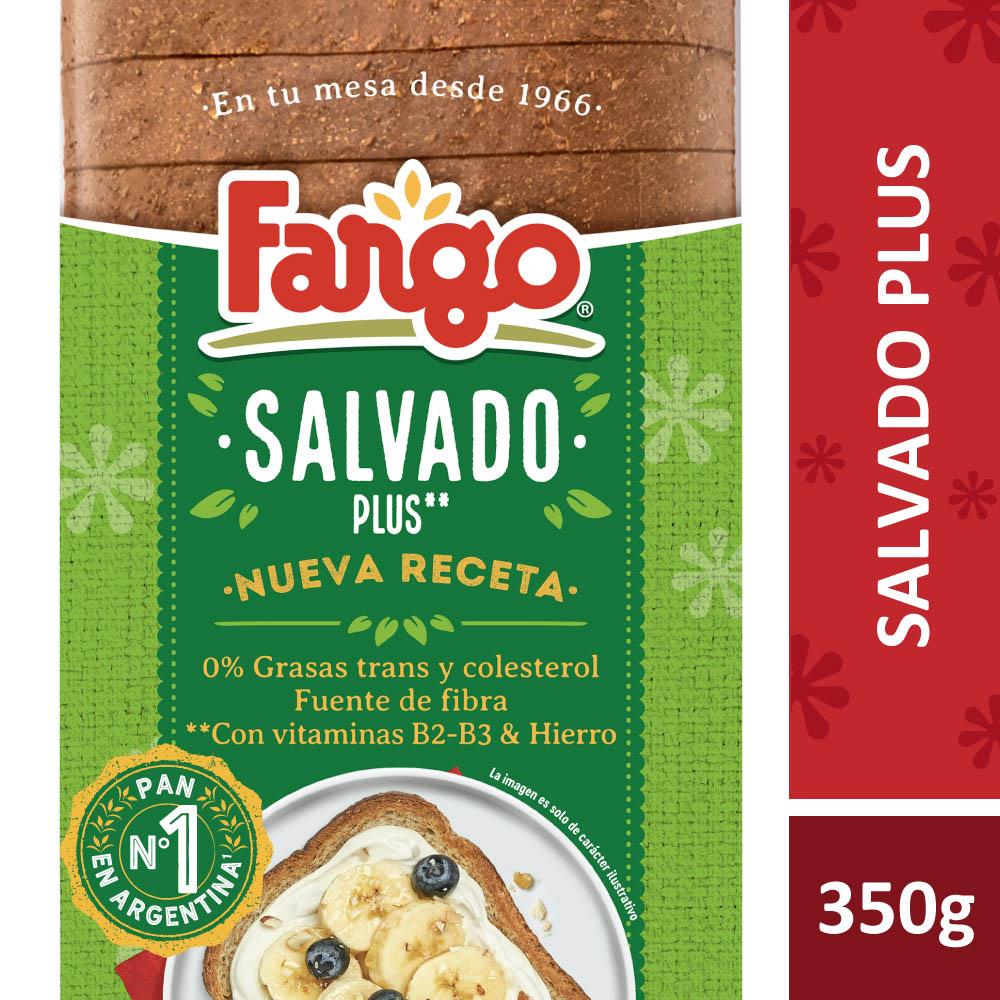 ·En tu mesa desde 1966·
Fargo®
·SALVADO·
PLUS**
·NUEVA RECETA·
0% Grasas trans y colesterol
Fuente de fibra
**Con vitaminas B2-B3 & Hierro
La imagen es solo de carácter ilustrativo
PAN
Nº1
EN ARGENTINA¹
SALVADO PLUS
350g